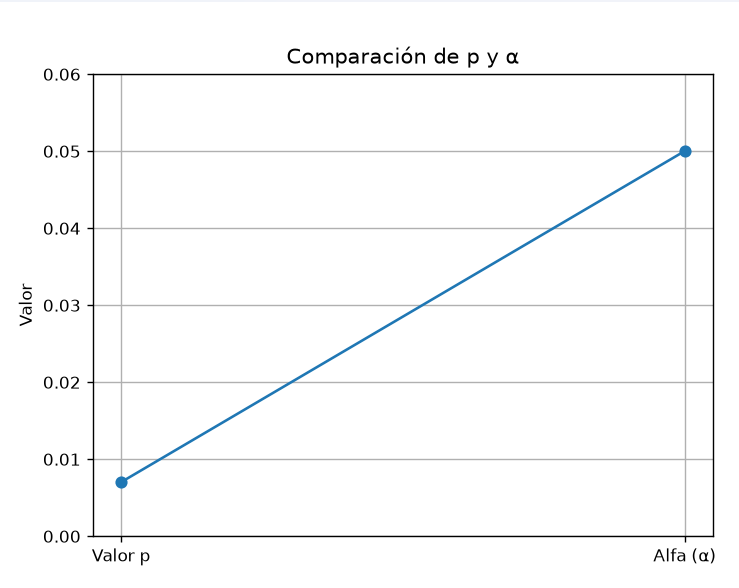 Comparación de p y α
0.06
0.05
0.04
0.03
0.02
0.01
0.00
Valor
Valor p
Alfa (α)